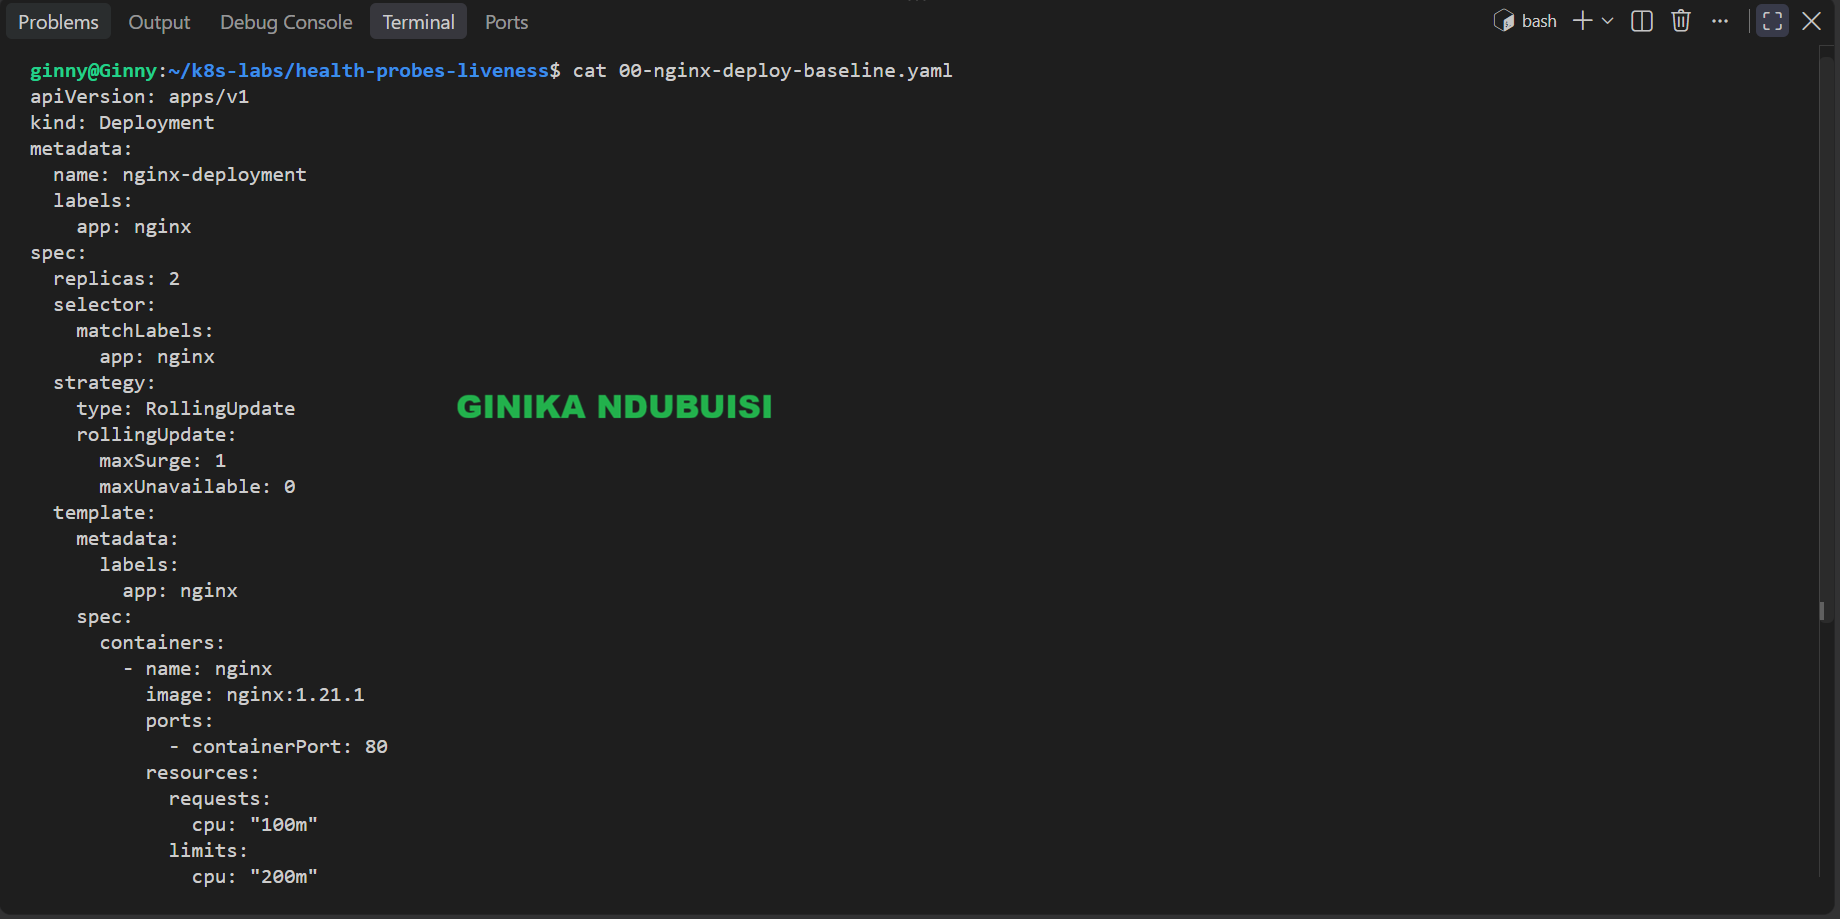 Problems Output Debug Console Terminal Ports bash
ginny@Ginny:~/k8s-labs/health-probes-liveness$ cat 00-nginx-deploy-baseline.yaml
apiVersion: apps/v1
kind: Deployment
metadata:
  name: nginx-deployment
  labels:
    app: nginx
spec:
  replicas: 2
  selector:
    matchLabels:
      app: nginx
  strategy:
    type: RollingUpdate
GINIKA NDUBUISI
    rollingUpdate:
      maxSurge: 1
      maxUnavailable: 0
  template:
    metadata:
      labels:
        app: nginx
    spec:
      containers:
        - name: nginx
          image: nginx:1.21.1
          ports:
            - containerPort: 80
          resources:
            requests:
              cpu: "100m"
            limits:
              cpu: "200m"